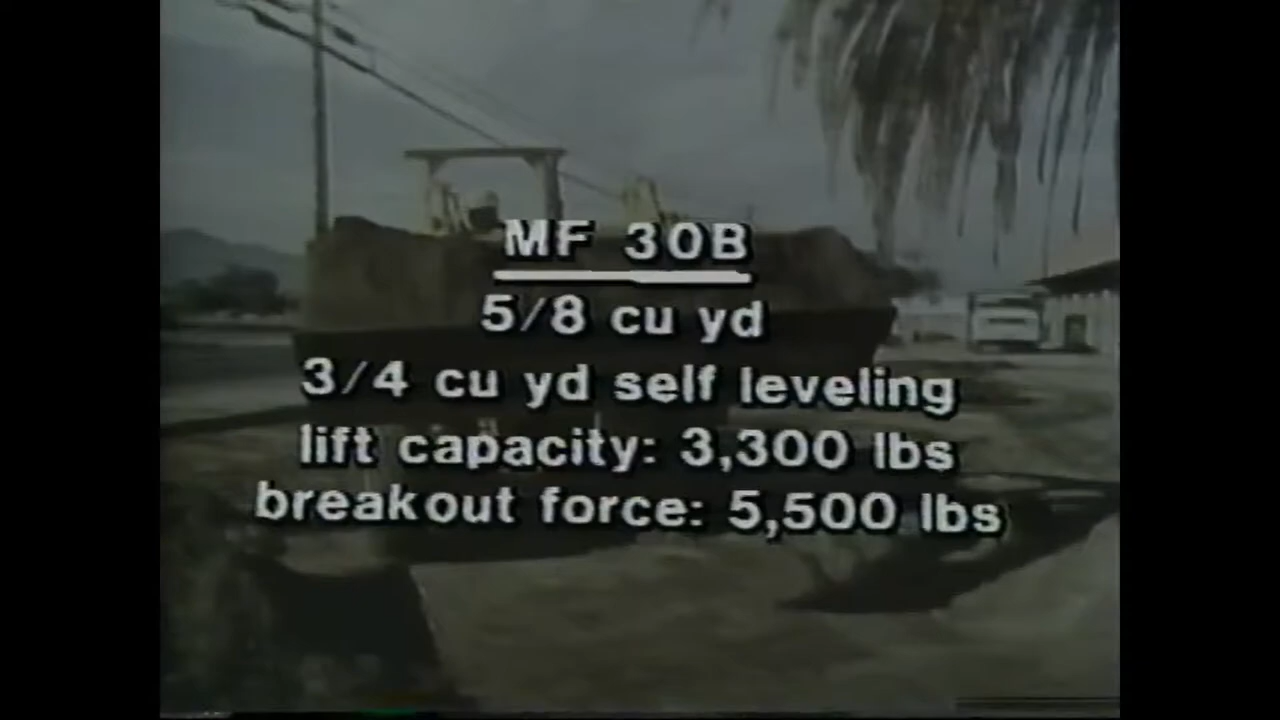 MF 30B
5/8 cu yd
3/4 cu yd self leveling
lift capacity: 3,300 lbs
breakout force: 5,500 lbs